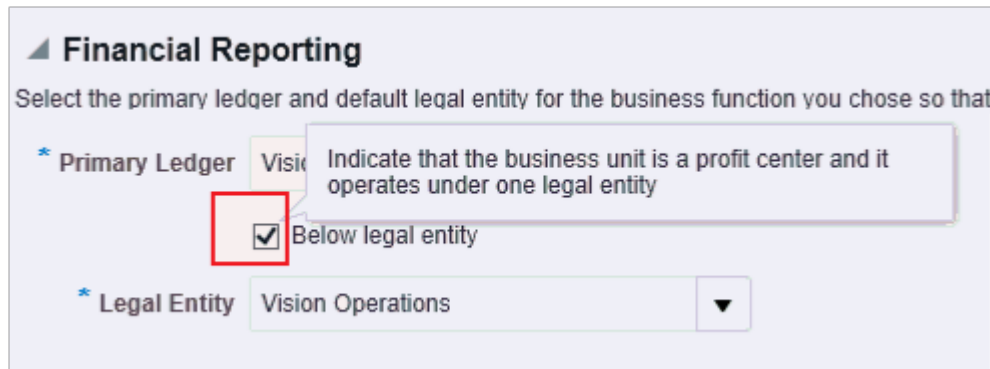 Financial Reporting
Select the primary ledger and default legal entity for the business function you chose so that
* Primary Ledger
Indicate that the business unit is a profit center and it
operates under one legal entity
Below legal entity
* Legal Entity Vision Operations